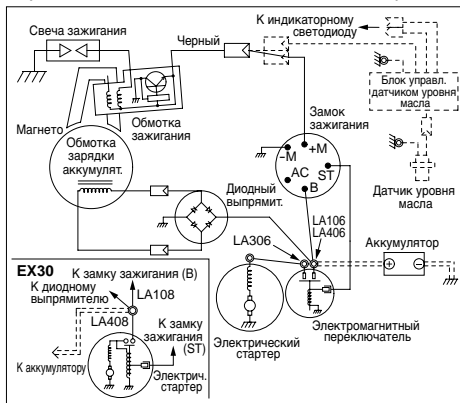 К индикаторному
светодиоду
Свеча зажигания
Черный
Блок управл.
датчиком уровня
масла
Замок
зажигания
Обмотка
зажигания
Магнето
Обмотка
зарядки
аккумулят.
-M
+M
ST
AC
B
Датчик уровня
масла
Диодный
выпрямит.
LA106
LA406
LA306
Аккумулятор
EX30
К замку зажигания (B)
К диодному
выпрямителю
LA108
LA408
К замку
зажигания
(ST)
К аккумулятору
Электрич.
стартер
Электрический
стартер
Электромагнитный
переключатель